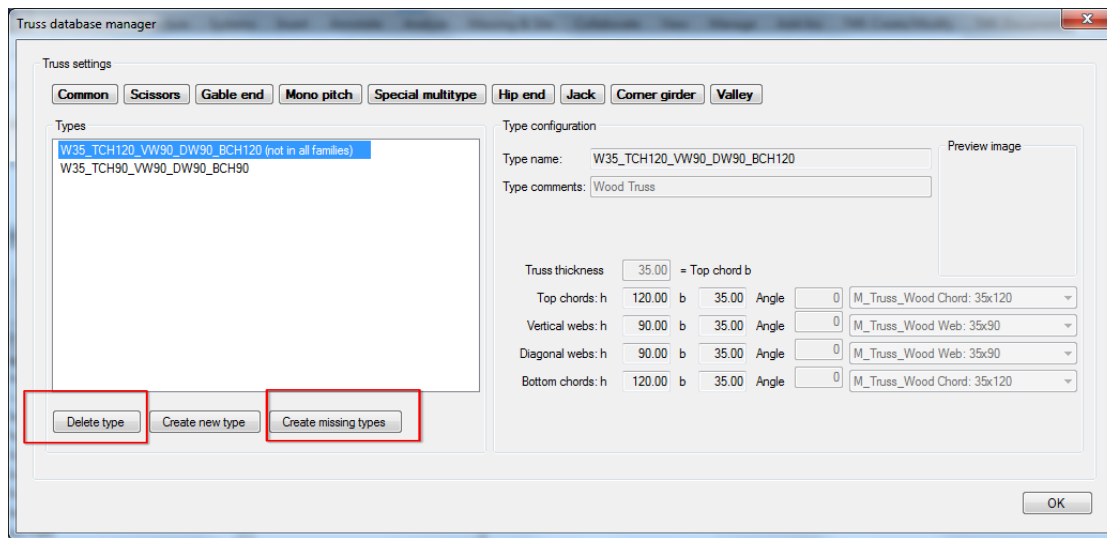 Truss database manager
Truss settings
Common Scissors Gable end Mono pitch Special multitype Hip end Jack Corner girder Valley
Types
W35_TCH120_VW90_DW90_BCH120 (not in all families)
W35_TCH90_VW90_DW90_BCH90
Delete type Create new type Create missing types
Type configuration
Type name: W35_TCH120_VW90_DW90_BCH120
Type comments: Wood Truss
Preview image
Truss thickness 35.00 = Top chord b
Top chords: h 120.00 b 35.00 Angle 0 M_Truss_Wood Chord: 35x120
Vertical webs: h 90.00 b 35.00 Angle 0 M_Truss_Wood Web: 35x90
Diagonal webs: h 90.00 b 35.00 Angle 0 M_Truss_Wood Web: 35x90
Bottom chords: h 120.00 b 35.00 Angle 0 M_Truss_Wood Chord: 35x120
OK